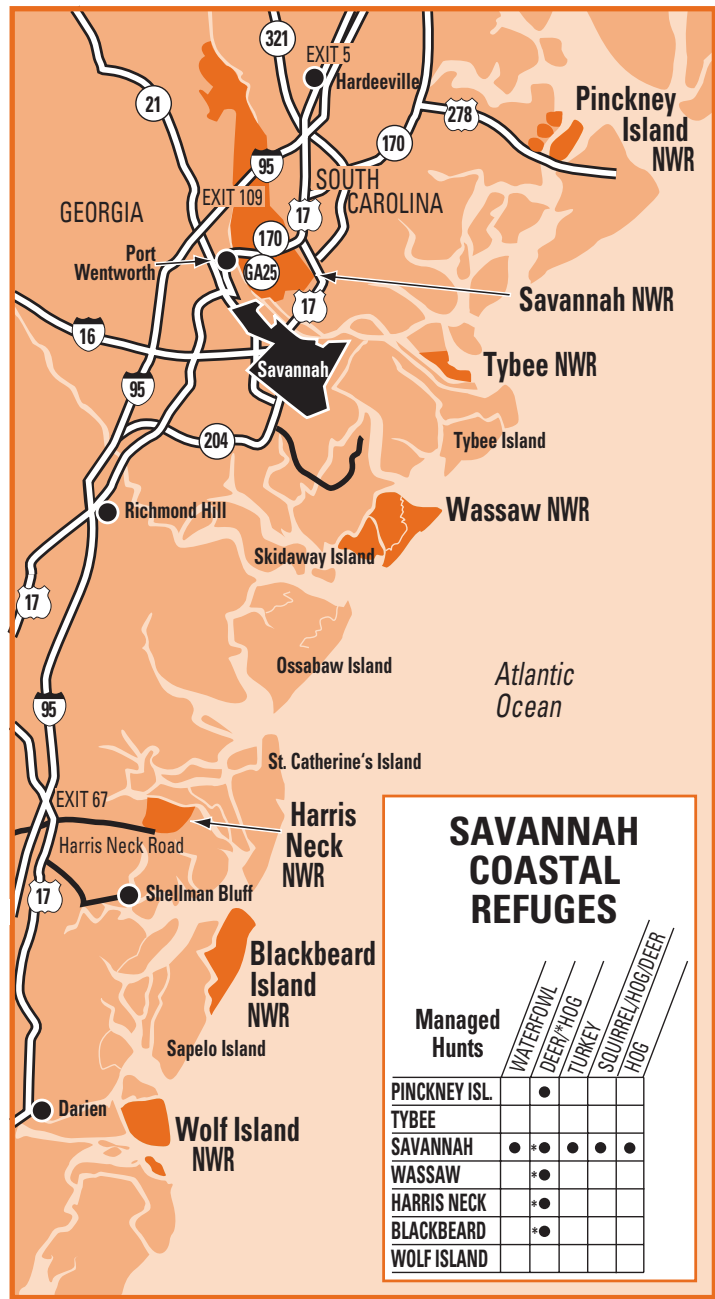 321
EXIT 5
Hardeeville
21
Pinckney
Island
NWR
278
170
95
SOUTH
CAROLINA
EXIT 109
GEORGIA
17
170
Port
Wentworth
GA25
Savannah NWR
17
16
Tybee NWR
Savannah
95
204
Tybee Island
Richmond Hill
Wassaw NWR
Skidaway Island
17
Ossabaw Island
Atlantic
Ocean
95
St. Catherine's Island
EXIT 67
Harris
Neck
NWR
Harris Neck Road
17
Shellman Bluff
Blackbeard
Island
NWR
Sapelo Island
Darien
Wolf Island
NWR
SAVANNAH
COASTAL
REFUGES
Managed
Hunts
WATERFOWL
DEER/*HOG
TURKEY
SQUIRREL/HOG/DEER
HOG
PINCKNEY ISL. ●
TYBEE
SAVANNAH ● *● ● ● ●
WASSAW *●
HARRIS NECK *●
BLACKBEARD *●
WOLF ISLAND